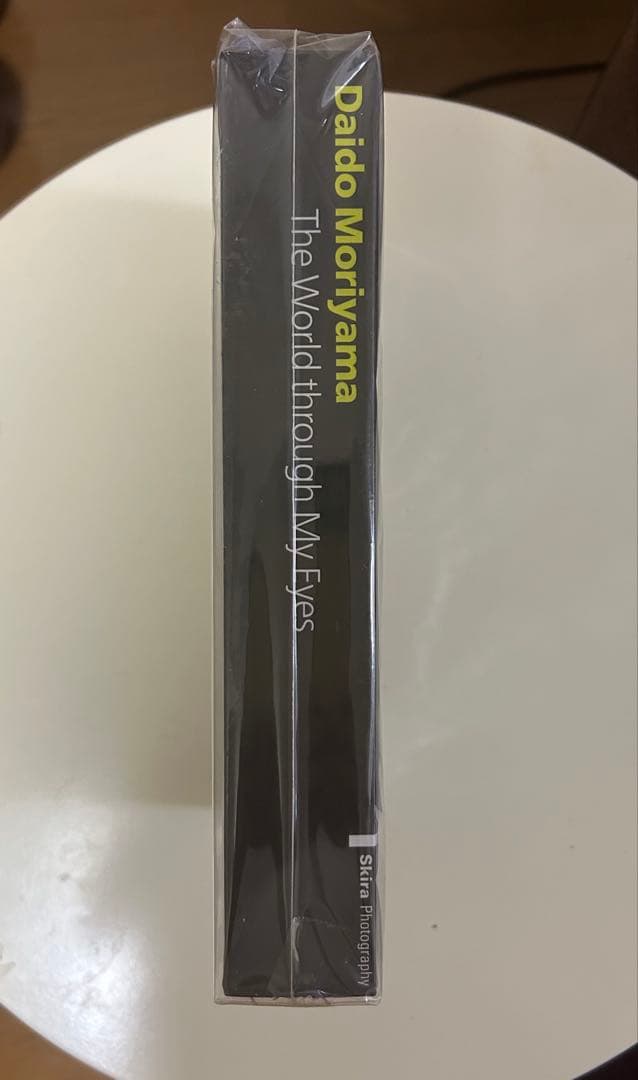 Daido Moriyama
The World through My Eyes
Skira Photography